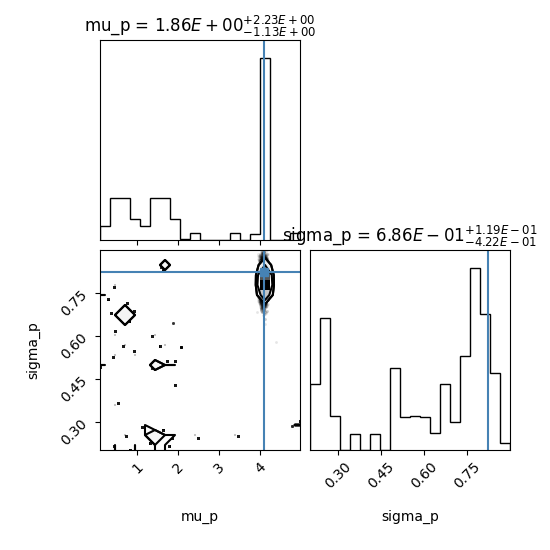 mu_p = 1.86E+00+2.23E+00−1.13E+00
sigma_p = 6.86E−01+1.19E−01−4.22E−01
0.75
0.60
0.45
0.30
sigma_p
1 2 3 4
mu_p
0.30 0.45 0.60 0.75
sigma_p